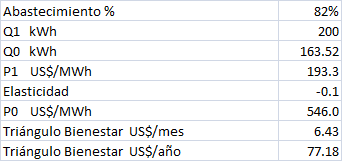 Abastecimiento % 82%
Q1 kWh 200
Q0 kWh 163.52
P1 US$/MWh 193.3
Elasticidad -0.1
P0 US$/MWh 546.0
Triángulo Bienestar US$/mes 6.43
Triángulo Bienestar US$/año 77.18